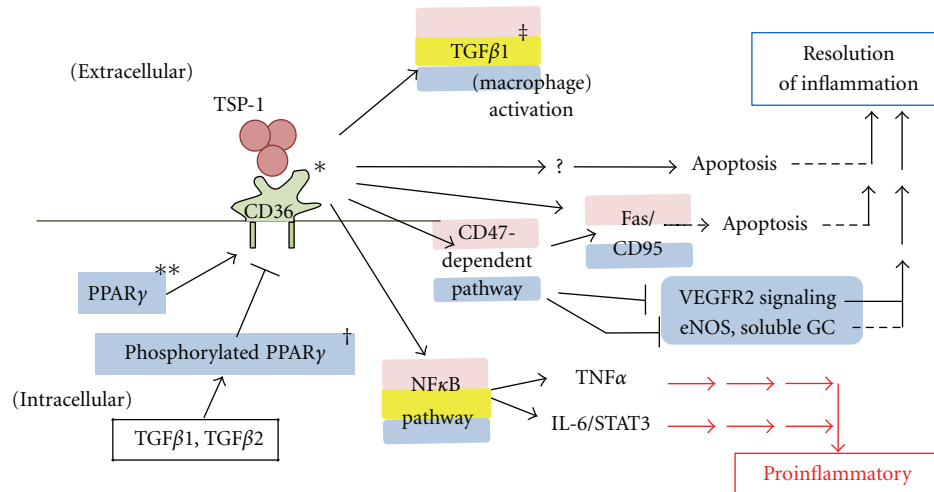 (Extracellular)
TSP-1
*
CD36
TGFβ1 ‡
(macrophage)
activation
?
Apoptosis
Resolution
of inflammation
CD47-
dependent
pathway
Fas/
CD95
Apoptosis
VEGFR2 signaling
eNOS, soluble GC
PPARγ **
Phosphorylated PPARγ †
(Intracellular)
TGFβ1, TGFβ2
NFκB
pathway
TNFα
IL-6/STAT3
Proinflammatory